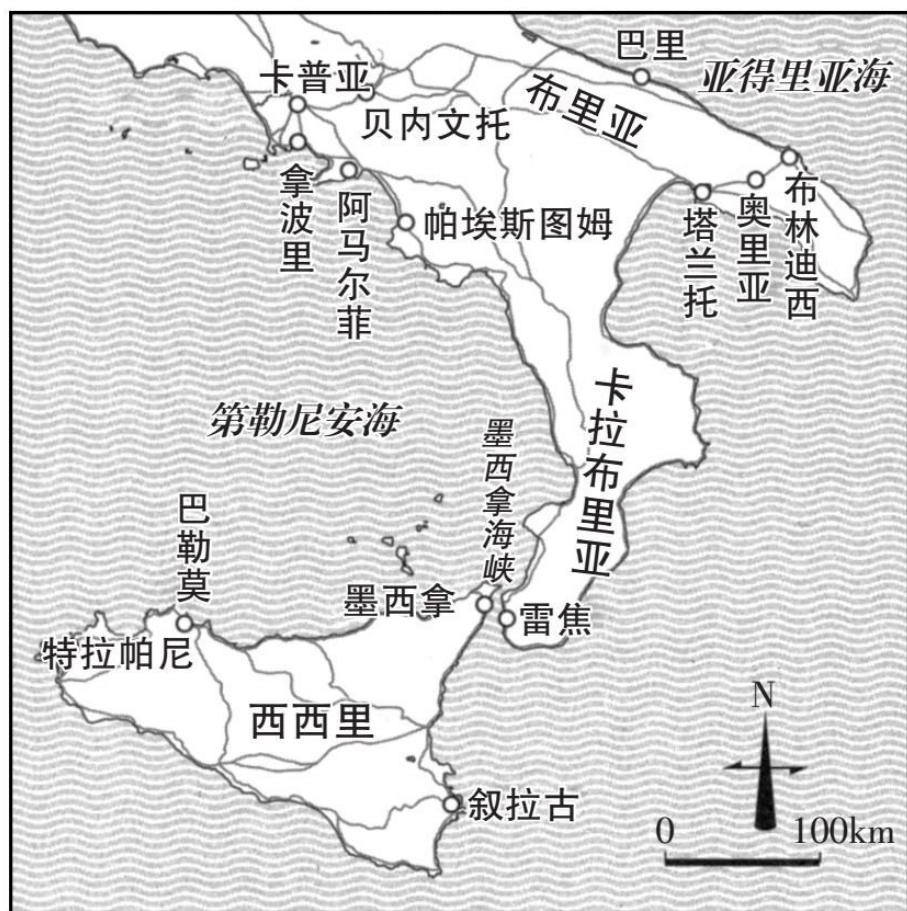 巴里
亚得里亚海
卡普亚
布里亚
贝内文托
拿波里
阿马尔菲
帕埃斯图姆
塔兰托
奥里亚
布林迪西
第勒尼安海
卡拉布里亚
墨西拿海峡
巴勒莫
墨西拿
雷焦
特拉帕尼
西西里
叙拉古
N
0 100km